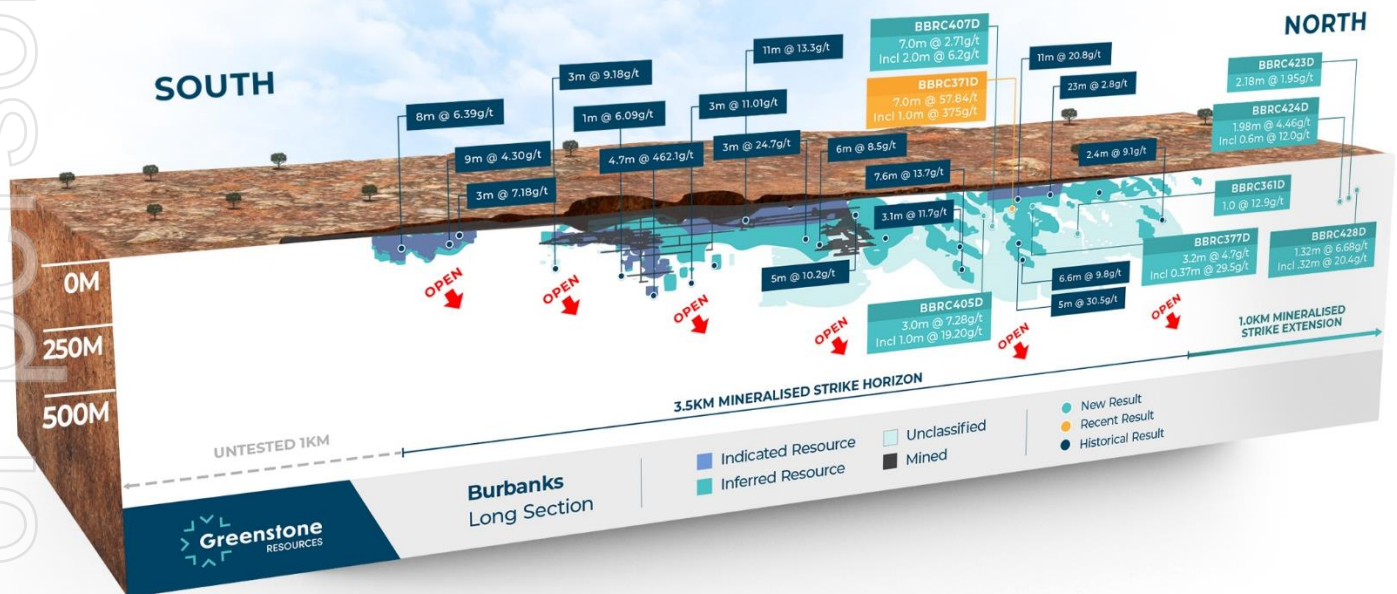 SOUTH
NORTH
8m @ 6.39g/t
9m @ 4.30g/t
3m @ 7.18g/t
3m @ 9.18g/t
1m @ 6.09g/t
4.7m @ 462.1g/t
11m @ 13.3g/t
3m @ 11.01g/t
3m @ 24.7g/t
6m @ 8.5g/t
7.6m @ 13.7g/t
3.1m @ 11.7g/t
5m @ 10.2g/t
BBRC407D
7.0m @ 2.71g/t
Incl 2.0m @ 6.2g/t
BBRC371D
7.0m @ 57.84g/t
Incl 1.0m @ 375g/t
11m @ 20.8g/t
23m @ 2.8g/t
2.4m @ 9.1g/t
BBRC423D
2.18m @ 1.95g/t
BBRC424D
1.98m @ 4.46g/t
Incl 0.6m @ 12.0g/t
BBRC361D
1.0 @ 12.9g/t
BBRC377D
3.2m @ 4.7g/t
Incl 0.37m @ 29.5g/t
BBRC428D
1.32m @ 6.68g/t
Incl .32m @ 20.4g/t
6.6m @ 9.8g/t
5m @ 30.5g/t
BBRC405D
3.0m @ 7.28g/t
Incl 1.0m @ 19.20g/t
OPEN
OPEN
OPEN
OPEN
OPEN
OPEN
0M
250M
500M
1.0KM MINERALISED
STRIKE EXTENSION
3.5KM MINERALISED STRIKE HORIZON
UNTESTED 1KM
Greenstone
RESOURCES
Burbanks
Long Section
Indicated Resource
Inferred Resource
Unclassified
Mined
New Result
Recent Result
Historical Result